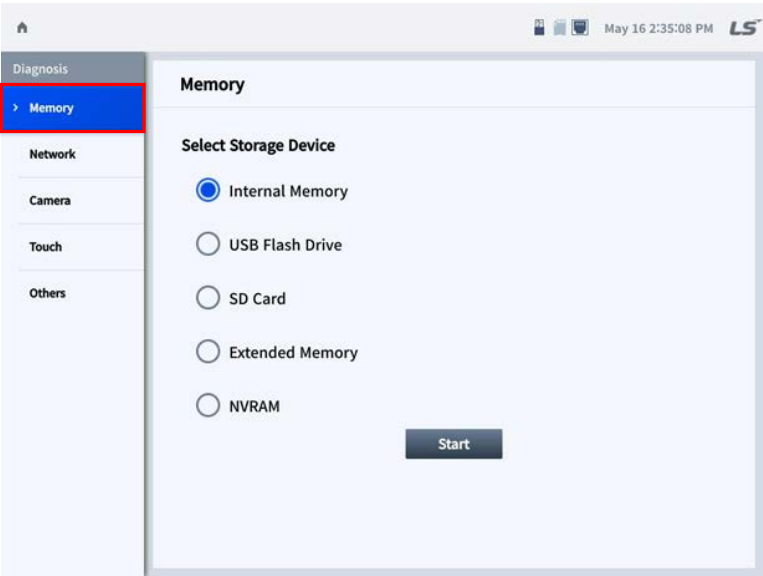 May 16 2:35:08 PM LS
Diagnosis
> Memory
Network
Camera
Touch
Others
Memory
Select Storage Device
Internal Memory
USB Flash Drive
SD Card
Extended Memory
NVRAM
Start